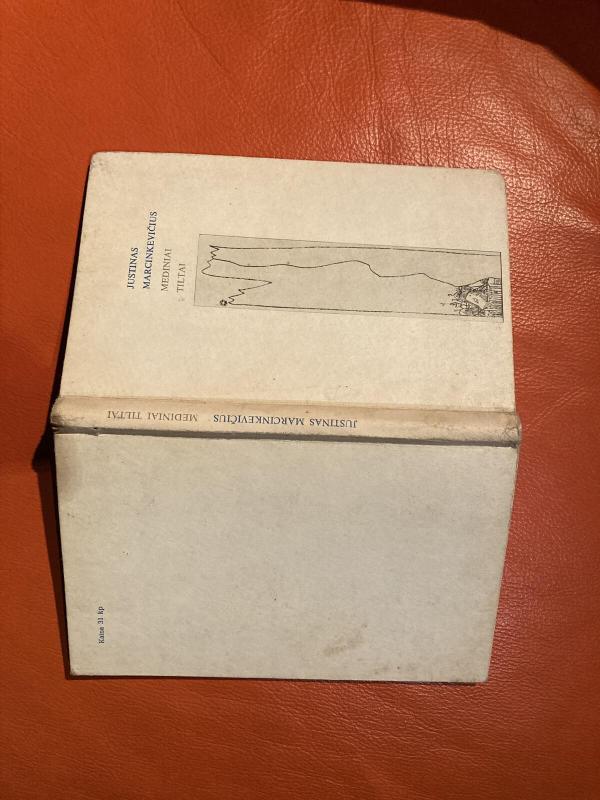 JUSTINAS
MARCINKEVIČIUS
MEDINIAI
TILTAI
JUSTINAS MARCINKEVIČIUS MEDINIAI TILTAI
Kaina 31 kp